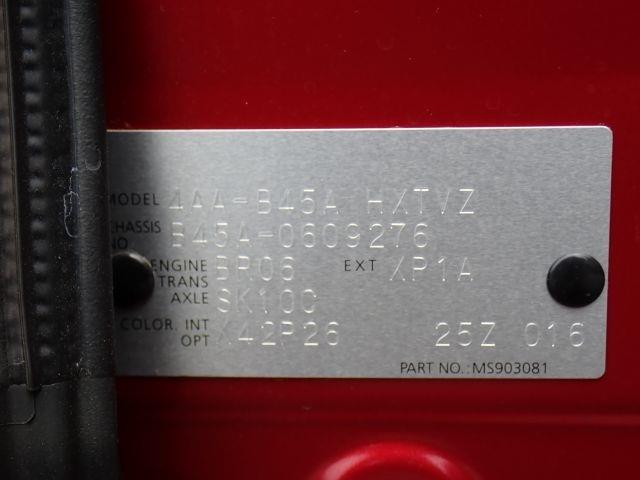 MODEL 4AA-B45A HXTVZ
CHASSIS NO B45A-0609276
ENGINE BR06 EXT XP1A
TRANS AXLE SK10C
COLOR. INT OPT K42P26 25Z 016
PART NO.: MS903081